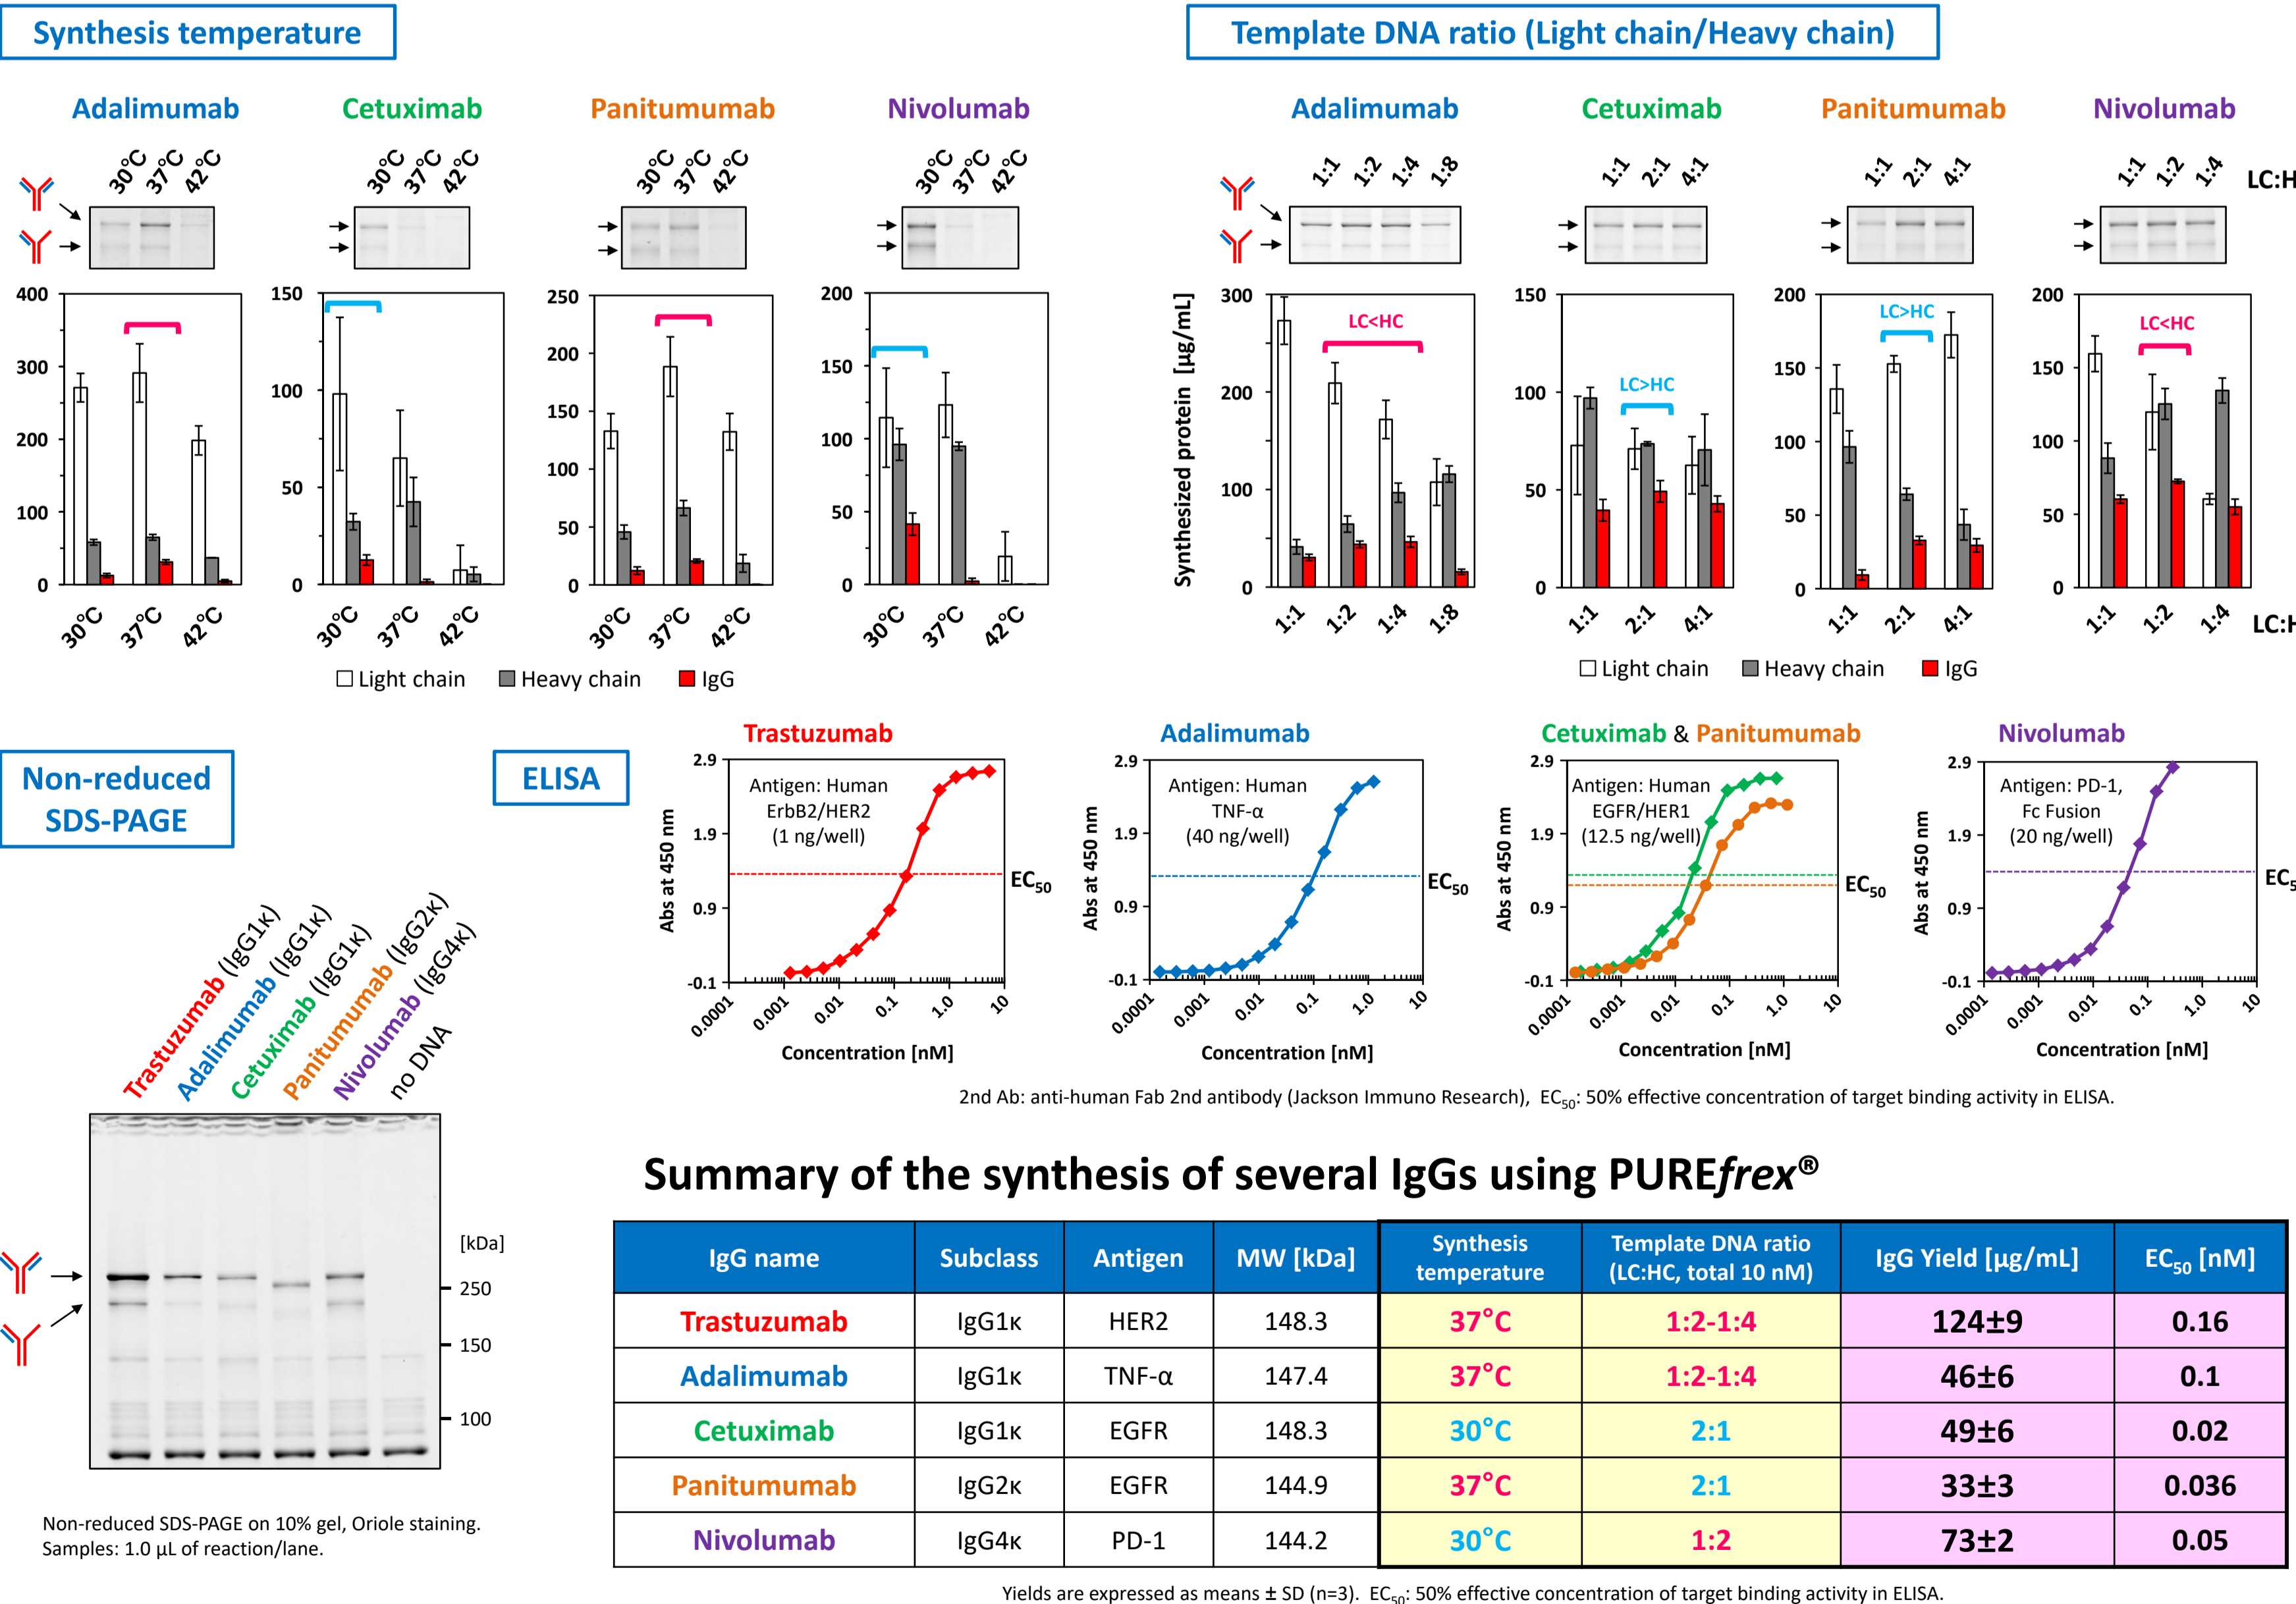 Synthesis temperature
Adalimumab
Cetuximab
Panitumumab
Nivolumab
30°C 37°C 42°C
30°C 37°C 42°C
30°C 37°C 42°C
30°C 37°C 42°C
400
300
200
100
0
150
100
50
0
250
200
150
100
50
0
200
150
100
50
0
30°C 37°C 42°C
30°C 37°C 42°C
30°C 37°C 42°C
30°C 37°C 42°C
Light chain Heavy chain IgG
Template DNA ratio (Light chain/Heavy chain)
Adalimumab
Cetuximab
Panitumumab
Nivolumab
1:1 1:2 1:4 1:8
1:1 2:1 4:1
1:1 2:1 4:1
1:1 1:2 1:4
LC:H
Synthesized protein [µg/mL]
300
200
100
0
LC<HC
150
100
50
0
LC>HC
200
150
100
50
0
LC>HC
200
150
100
50
0
LC<HC
1:1 1:2 1:4 1:8
1:1 2:1 4:1
1:1 2:1 4:1
1:1 1:2 1:4
LC:H
Light chain Heavy chain IgG
Non-reduced
SDS-PAGE
Trastuzumab (IgG1κ)
Adalimumab (IgG1κ)
Cetuximab (IgG1κ)
Panitumumab (IgG2κ)
Nivolumab (IgG4κ)
no DNA
[kDa]
250
150
100
Non-reduced SDS-PAGE on 10% gel, Oriole staining.
Samples: 1.0 µL of reaction/lane.
ELISA
Trastuzumab
Abs at 450 nm
2.9
1.9
0.9
-0.1
Antigen: Human
ErbB2/HER2
(1 ng/well)
EC50
0.0001 0.001 0.01 0.1 1.0 10
Concentration [nM]
Adalimumab
Abs at 450 nm
2.9
1.9
0.9
-0.1
Antigen: Human
TNF-α
(40 ng/well)
EC50
0.0001 0.001 0.01 0.1 1.0 10
Concentration [nM]
Cetuximab & Panitumumab
Abs at 450 nm
2.9
1.9
0.9
-0.1
Antigen: Human
EGFR/HER1
(12.5 ng/well)
EC50
0.0001 0.001 0.01 0.1 1.0 10
Concentration [nM]
Nivolumab
Abs at 450 nm
2.9
1.9
0.9
-0.1
Antigen: PD-1,
Fc Fusion
(20 ng/well)
EC5
0.0001 0.001 0.01 0.1 1.0 10
Concentration [nM]
2nd Ab: anti-human Fab 2nd antibody (Jackson Immuno Research), EC50: 50% effective concentration of target binding activity in ELISA.
Summary of the synthesis of several IgGs using PUREfrex®
IgG name Subclass Antigen MW [kDa] Synthesis temperature Template DNA ratio (LC:HC, total 10 nM) IgG Yield [µg/mL] EC50 [nM]
Trastuzumab IgG1κ HER2 148.3 37°C 1:2-1:4 124±9 0.16
Adalimumab IgG1κ TNF-α 147.4 37°C 1:2-1:4 46±6 0.1
Cetuximab IgG1κ EGFR 148.3 30°C 2:1 49±6 0.02
Panitumumab IgG2κ EGFR 144.9 37°C 2:1 33±3 0.036
Nivolumab IgG4κ PD-1 144.2 30°C 1:2 73±2 0.05
Yields are expressed as means ± SD (n=3). EC50: 50% effective concentration of target binding activity in ELISA.